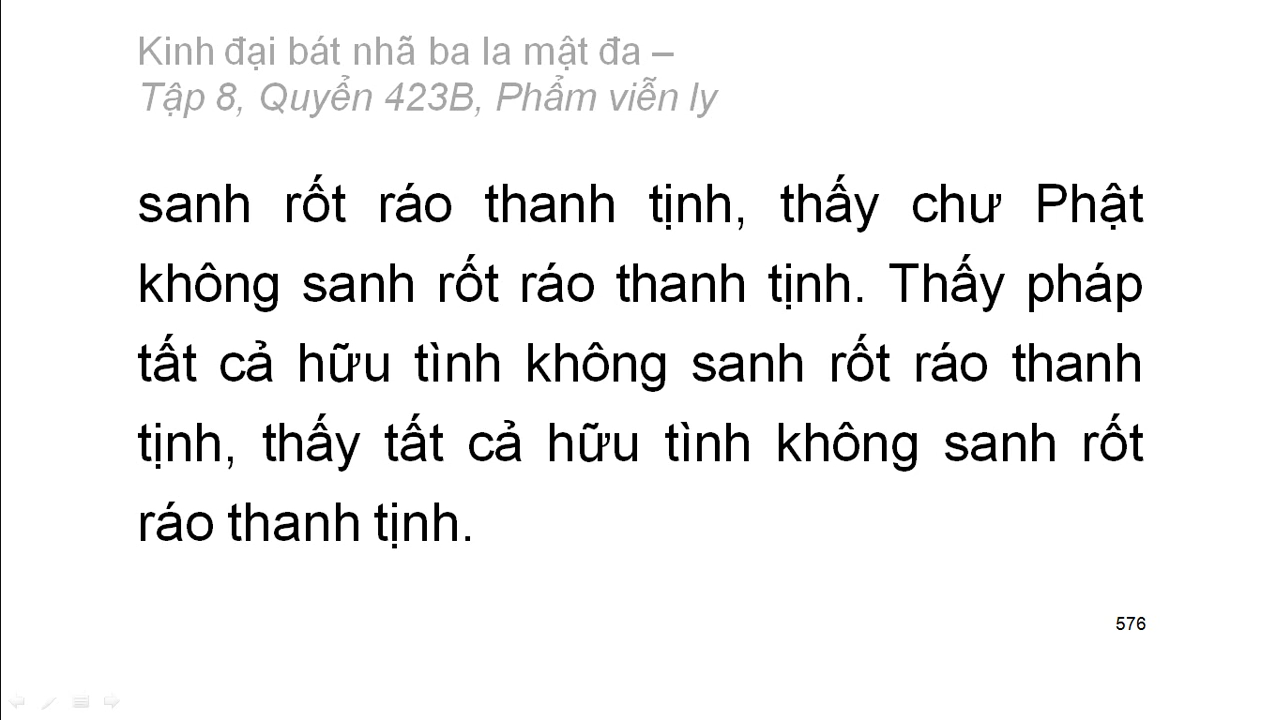 Kinh đại bát nhã ba la mật đa –
Tập 8, Quyển 423B, Phẩm viễn ly
sanh rốt ráo thanh tịnh, thấy chư Phật
không sanh rốt ráo thanh tịnh. Thấy pháp
tất cả hữu tình không sanh rốt ráo thanh
tịnh, thấy tất cả hữu tình không sanh rốt
ráo thanh tịnh.
576